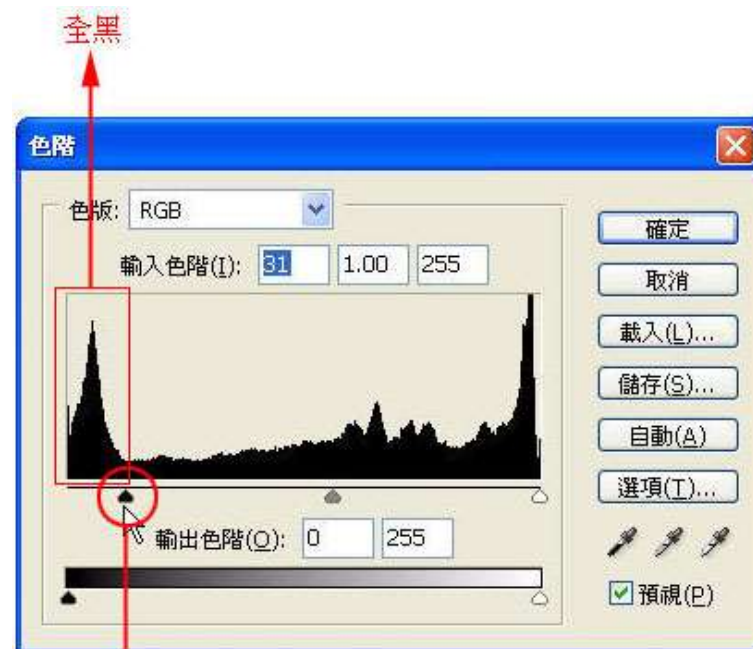 全黑
色階
色版: RGB
輸入色階(I): 31 1.00 255
輸出色階(O): 0 255
確定
取消
載入(L)...
儲存(S)...
自動(A)
選項(T)...
預視(P)